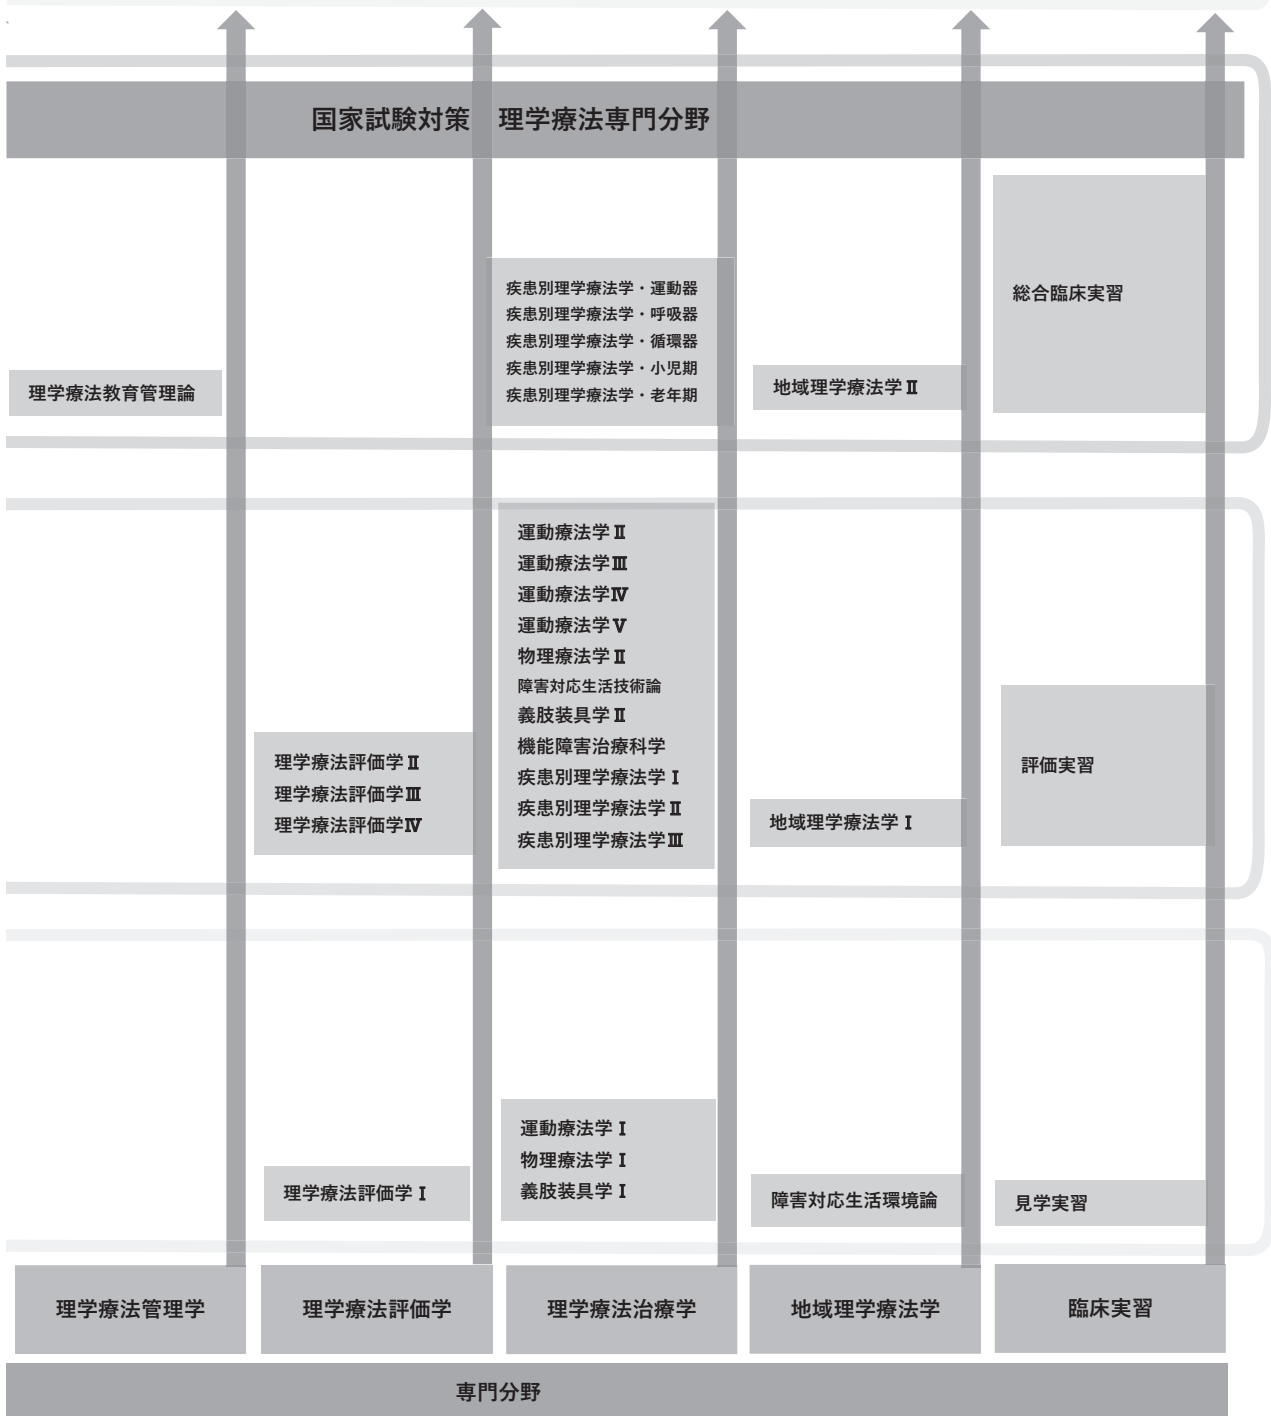 国家試験対策 理学療法専門分野
総合臨床実習
疾患別理学療法学・運動器
疾患別理学療法学・呼吸器
疾患別理学療法学・循環器
疾患別理学療法学・小児期
疾患別理学療法学・老年期
理学療法教育管理論
地域理学療法学Ⅱ
運動療法学Ⅱ
運動療法学Ⅲ
運動療法学Ⅳ
運動療法学Ⅴ
物理療法学Ⅱ
障害対応生活技術論
義肢装具学Ⅱ
機能障害治療科学
疾患別理学療法学Ⅰ
疾患別理学療法学Ⅱ
疾患別理学療法学Ⅲ
理学療法評価学Ⅱ
理学療法評価学Ⅲ
理学療法評価学Ⅳ
地域理学療法学Ⅰ
評価実習
理学療法評価学Ⅰ
運動療法学Ⅰ
物理療法学Ⅰ
義肢装具学Ⅰ
障害対応生活環境論
見学実習
理学療法管理学
理学療法評価学
理学療法治療学
地域理学療法学
臨床実習
専門分野